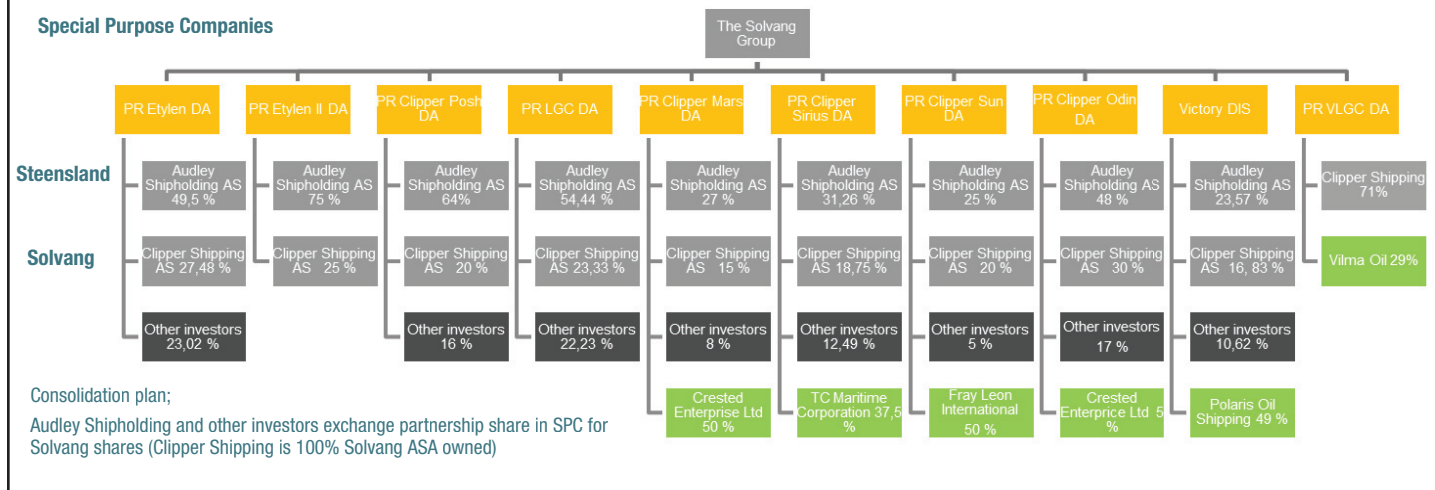 Special Purpose Companies
The Solvang
Group
PR Etylen DA
PR Etylen II DA
PR Clipper Posh
DA
PR LGC DA
PR Clipper Mars
DA
PR Clipper
Sirius DA
PR Clipper Sun
DA
PR Clipper Odin
DA
Victory DIS
PR VLGC DA
Steensland
Audley
Shipholding AS
49,5 %
Audley
Shipholding AS
75 %
Audley
Shipholding AS
64%
Audley
Shipholding AS
54,44 %
Audley
Shipholding AS
27 %
Audley
Shipholding AS
31,26 %
Audley
Shipholding AS
25 %
Audley
Shipholding AS
48 %
Audley
Shipholding AS
23,57 %
Clipper Shipping
71%
Solvang
Clipper Shipping
AS 27,48 %
Clipper Shipping
AS 25 %
Clipper Shipping
AS 20 %
Clipper Shipping
AS 23,33 %
Clipper Shipping
AS 15 %
Clipper Shipping
AS 18,75 %
Clipper Shipping
AS 20 %
Clipper Shipping
AS 30 %
Clipper Shipping
AS 16, 83 %
Vilma Oil 29%
Other investors
23,02 %
Other investors
16 %
Other investors
22,23 %
Other investors
8 %
Other investors
12,49 %
Other investors
5 %
Other investors
17 %
Other investors
10,62 %
Crested
Enterprise Ltd
50 %
TC Maritime
Corporation 37,5
%
Fray Leon
International
50 %
Crested
Enterprice Ltd 5
%
Polaris Oil
Shipping 49 %
Consolidation plan;
Audley Shipholding and other investors exchange partnership share in SPC for
Solvang shares (Clipper Shipping is 100% Solvang ASA owned)